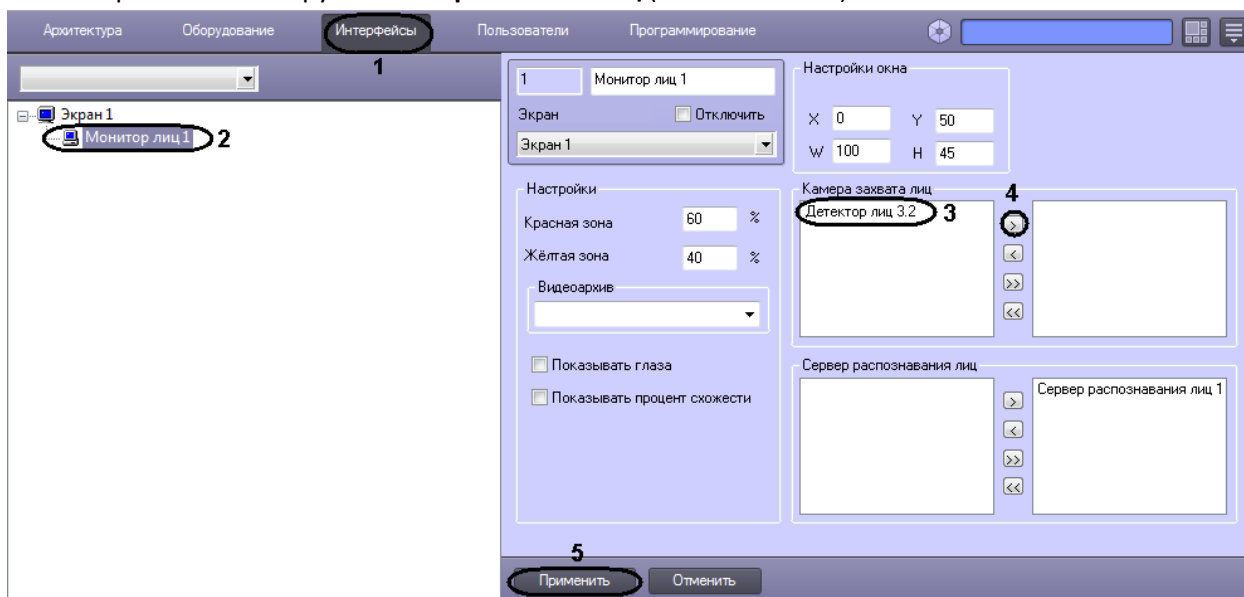 Архитектура Оборудование Интерфейсы Пользователи Программирование
1
Экран 1
Монитор лиц 1 2
1 Монитор лиц 1
Экран Отключить
Экран 1
Настройки окна
X 0 Y 50
W 100 H 45
Настройки
Красная зона 60 %
Жёлтая зона 40 %
Видеоархив
Показывать глаза
Показывать процент схожести
Камера захвата лиц 4
Детектор лиц 3.2 3 >
<
>>
<<
Сервер распознавания лиц
> Сервер распознавания лиц 1
<
>>
<<
5
Применить Отменить